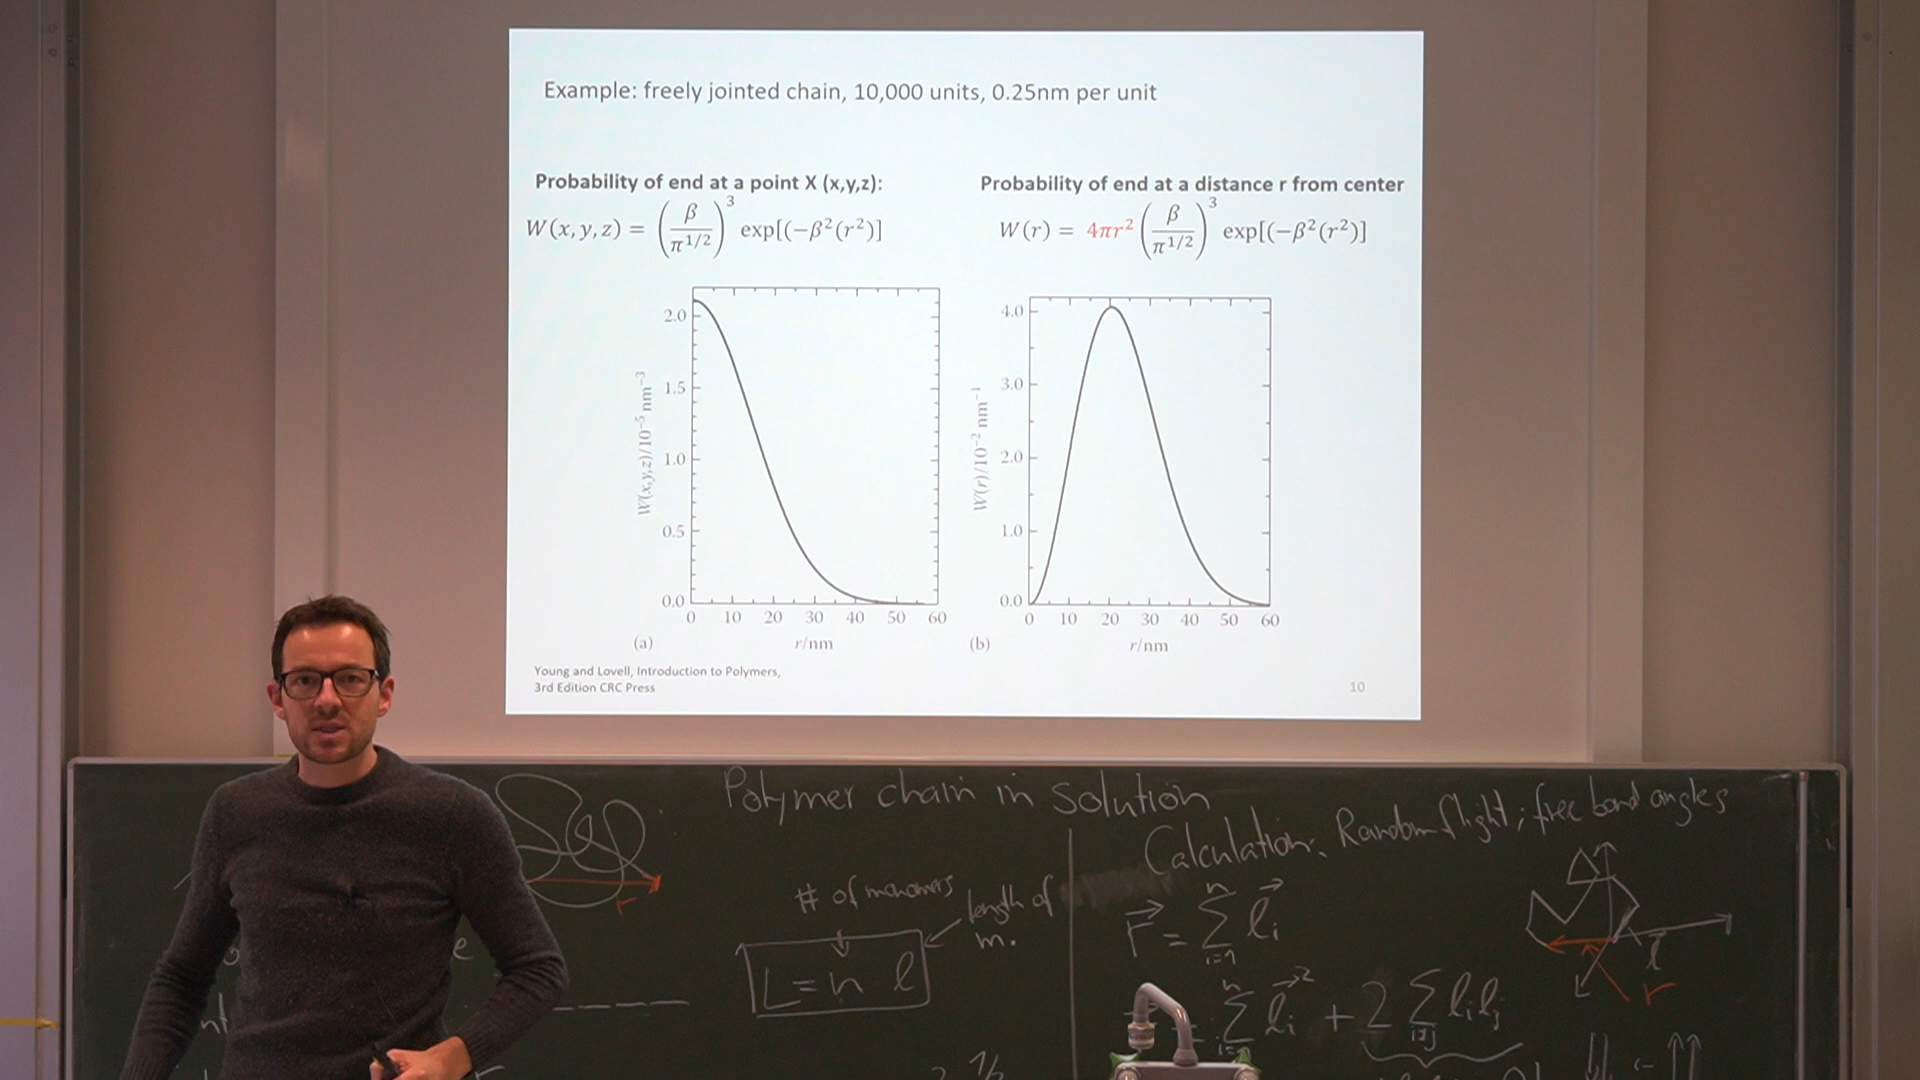 Example: freely jointed chain, 10,000 units, 0.25nm per unit
Probability of end at a point X (x,y,z):
W(x, y, z) = (β/π^1/2)^3 exp[(−β²(r²)]
Probability of end at a distance r from center
W(r) = 4πr² (β/π^1/2)^3 exp[(−β²(r²)]
W(x,y,z)/10⁻⁵ nm⁻³
2.0
1.5
1.0
0.5
0.0
0 10 20 30 40 50 60
(a) r/nm
W(r)/10⁻² nm⁻¹
4.0
3.0
2.0
1.0
0.0
0 10 20 30 40 50 60
(b) r/nm
Young and Lovell, Introduction to Polymers,
3rd Edition CRC Press
10
Polymer chain in solution
r
# of monomers
length of
m.
L = n l
Calculation: Random flight; free bond angles
r⃗ = Σ l⃗i
n
i=1
l⃗
r
Σ l⃗i² + 2 Σ lilj
n
i=1